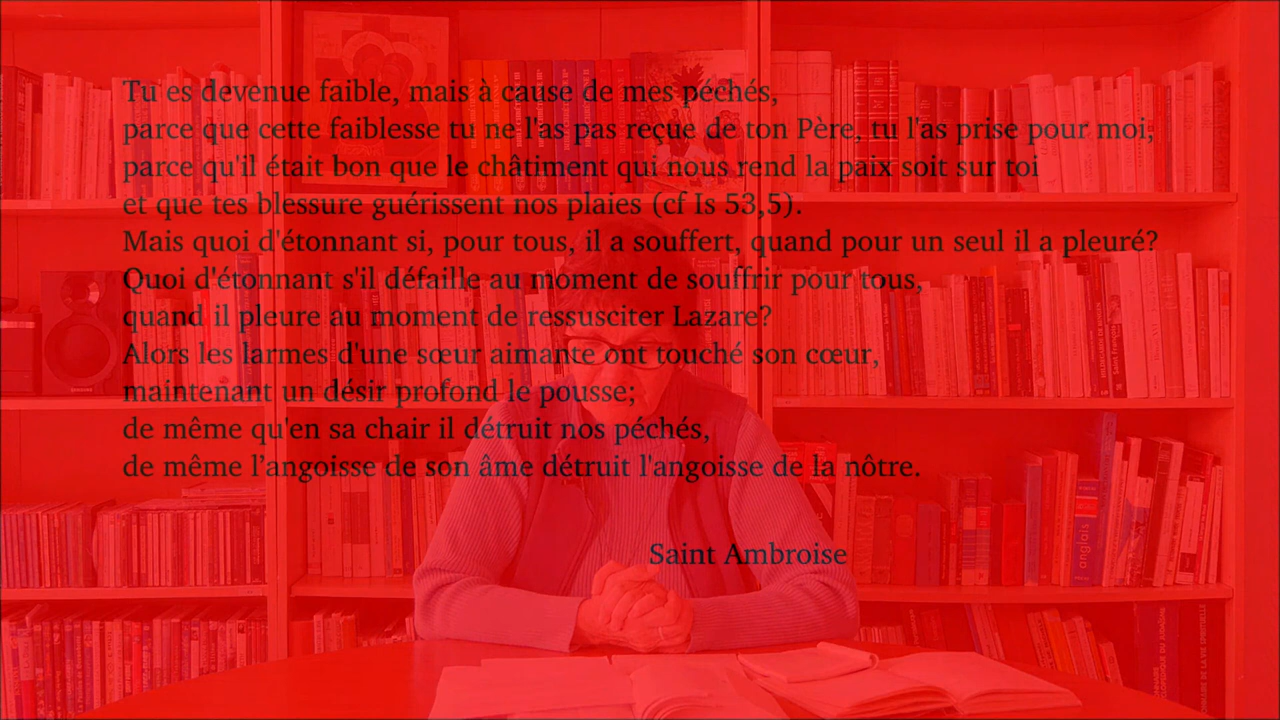 Tu es devenue faible, mais à cause de mes péchés,
parce que cette faiblesse tu ne l'as pas reçue de ton Père, tu l'as prise pour moi,
parce qu'il était bon que le châtiment qui nous rend la paix soit sur toi
et que tes blessure guérissent nos plaies (cf Is 53,5).
Mais quoi d'étonnant si, pour tous, il a souffert, quand pour un seul il a pleuré?
Quoi d'étonnant s'il défaille au moment de souffrir pour tous,
quand il pleure au moment de ressusciter Lazare?
Alors les larmes d'une sœur aimante ont touché son cœur,
maintenant un désir profond le pousse;
de même qu'en sa chair il détruit nos péchés,
de même l’angoisse de son âme détruit l'angoisse de la nôtre.
Saint Ambroise
anglais